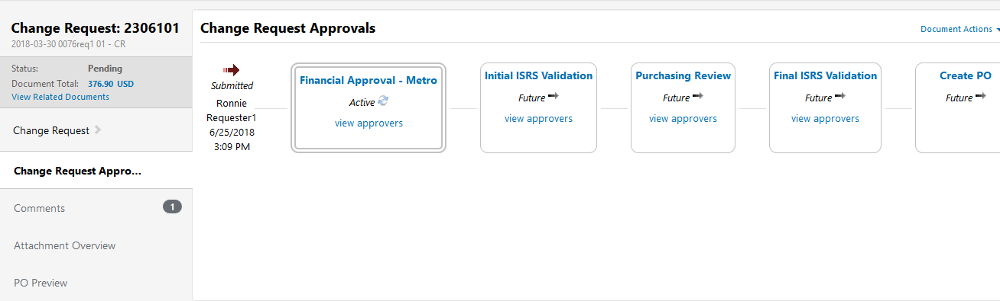 Change Request: 2306101
2018-03-30 0076req1 01 - CR
Status: Pending
Document Total: 376.90 USD
View Related Documents
Change Request
Change Request Appro...
Comments 1
Attachment Overview
PO Preview
Change Request Approvals
Document Actions
Submitted
Ronnie
Requester1
6/25/2018
3:09 PM
Financial Approval - Metro
Active
view approvers
Initial ISRS Validation
Future
view approvers
Purchasing Review
Future
view approvers
Final ISRS Validation
Future
view approvers
Create PO
Future